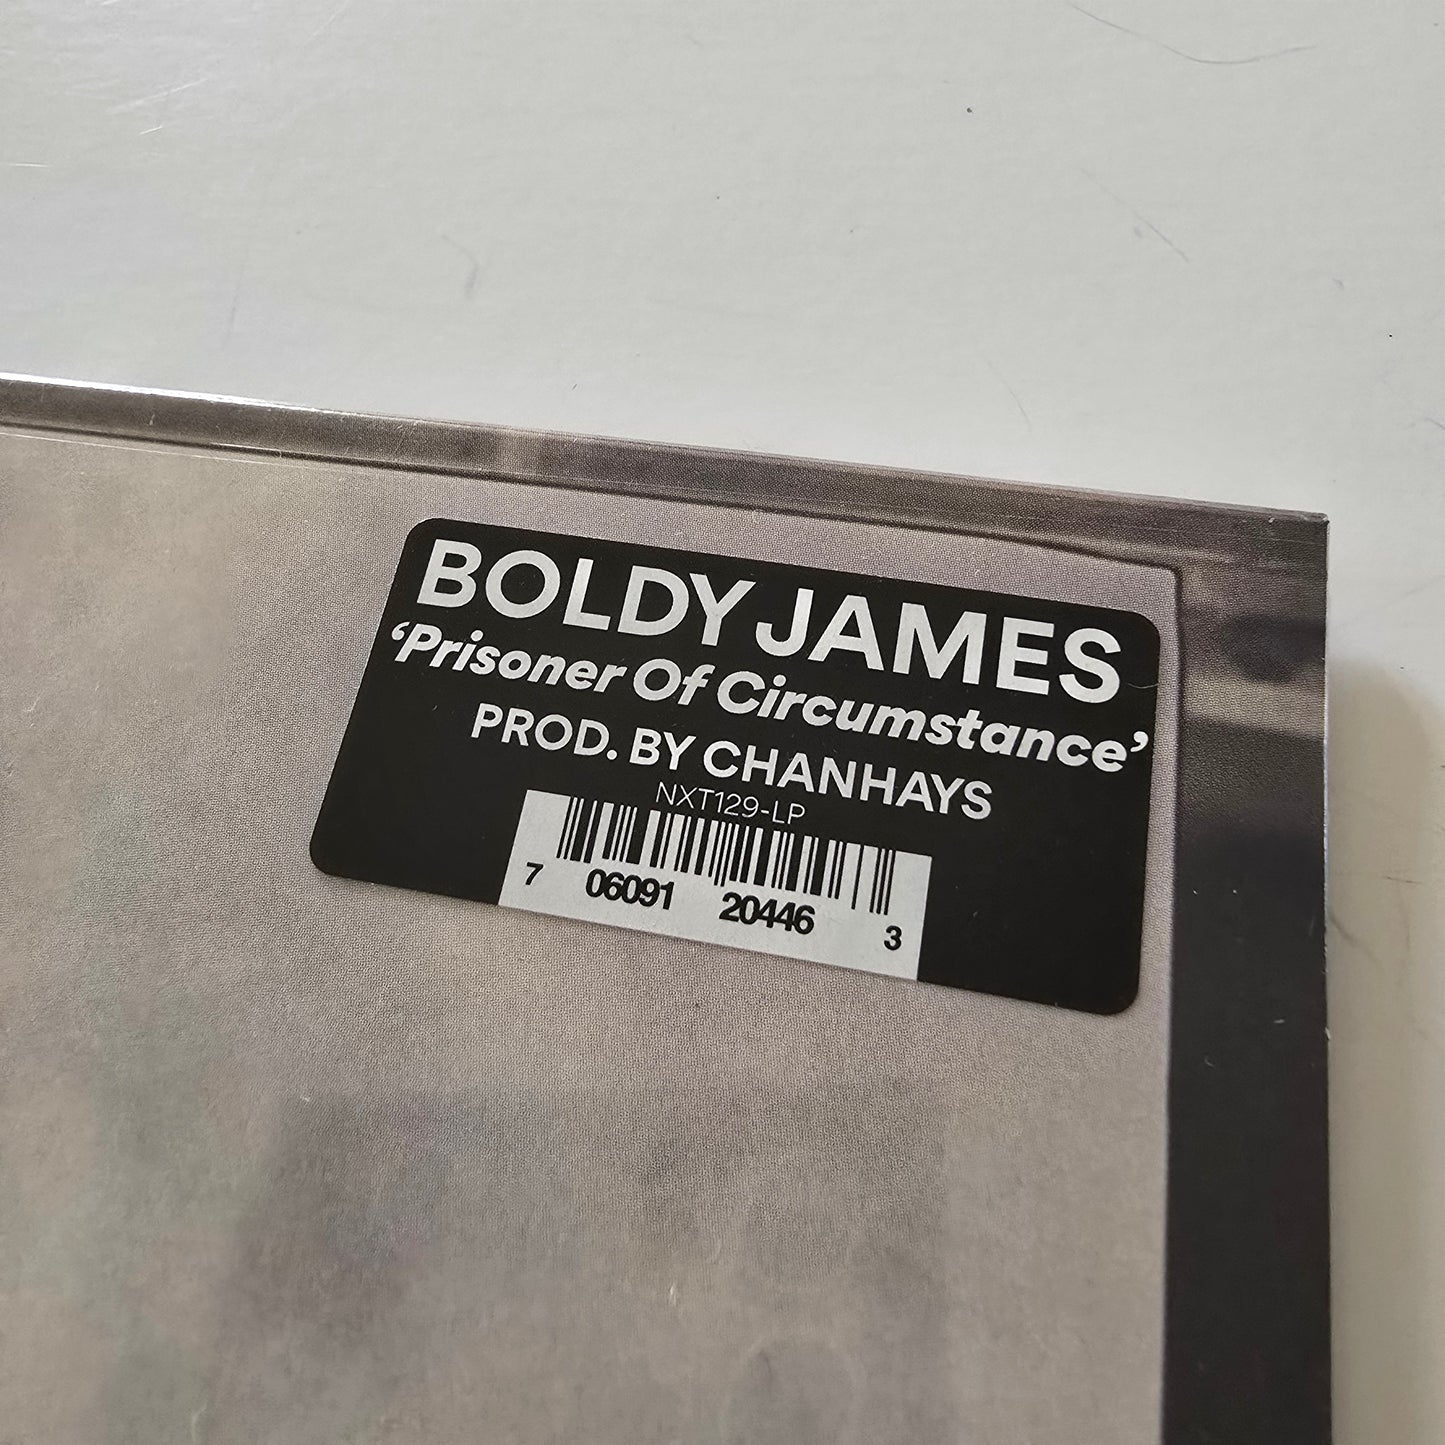 BOLDY JAMES
‘Prisoner Of Circumstance’
PROD. BY CHANHAYS
NXT129-LP
7 06091 20446 3